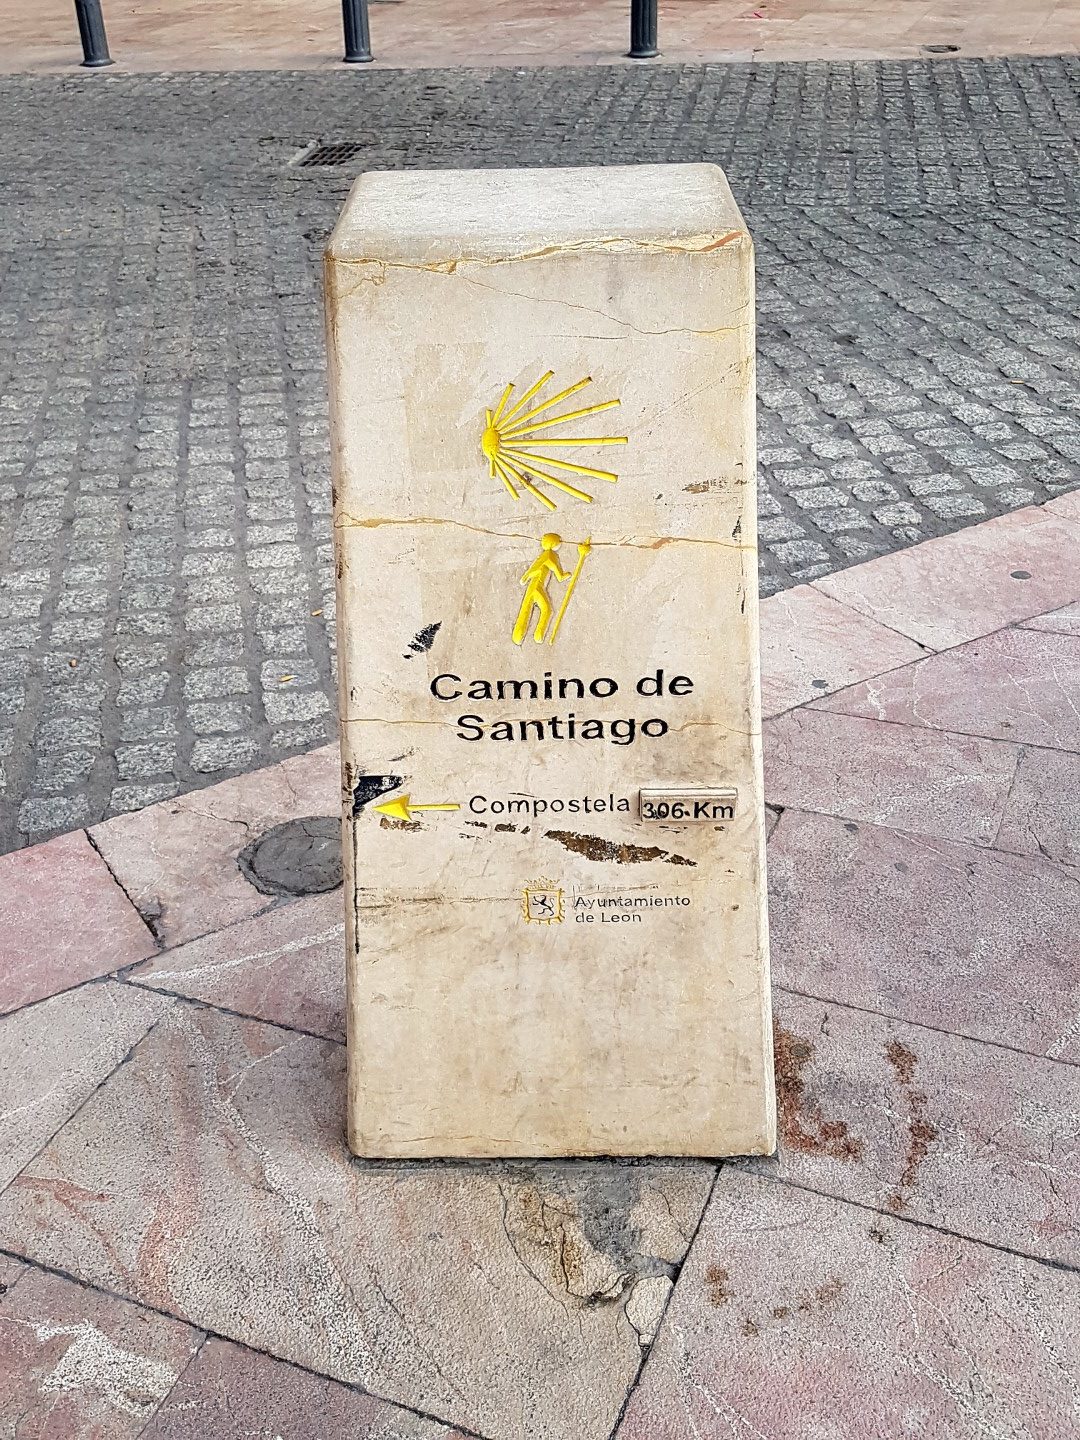 Camino de
Santiago
Compostela 306 Km
Ayuntamiento
de Leon